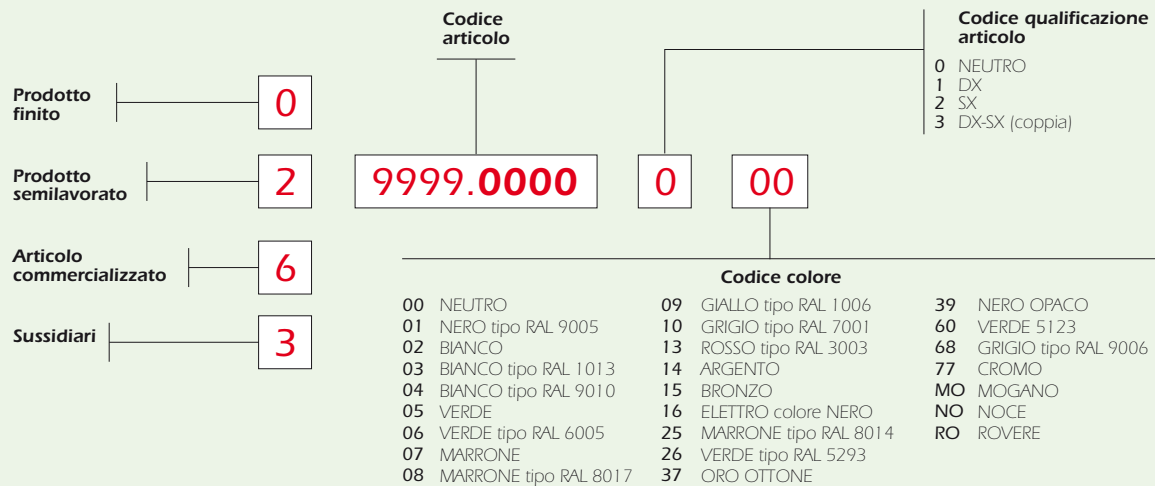 Codice
articolo
Codice qualificazione
articolo
0 NEUTRO
1 DX
2 SX
3 DX-SX (coppia)
Prodotto
finito
0
Prodotto
semilavorato
2
9999.0000
0
00
Articolo
commercializzato
6
Sussidiari
3
Codice colore
00 NEUTRO
01 NERO tipo RAL 9005
02 BIANCO
03 BIANCO tipo RAL 1013
04 BIANCO tipo RAL 9010
05 VERDE
06 VERDE tipo RAL 6005
07 MARRONE
08 MARRONE tipo RAL 8017
09 GIALLO tipo RAL 1006
10 GRIGIO tipo RAL 7001
13 ROSSO tipo RAL 3003
14 ARGENTO
15 BRONZO
16 ELETTRO colore NERO
25 MARRONE tipo RAL 8014
26 VERDE tipo RAL 5293
37 ORO OTTONE
39 NERO OPACO
60 VERDE 5123
68 GRIGIO tipo RAL 9006
77 CROMO
MO MOGANO
NO NOCE
RO ROVERE